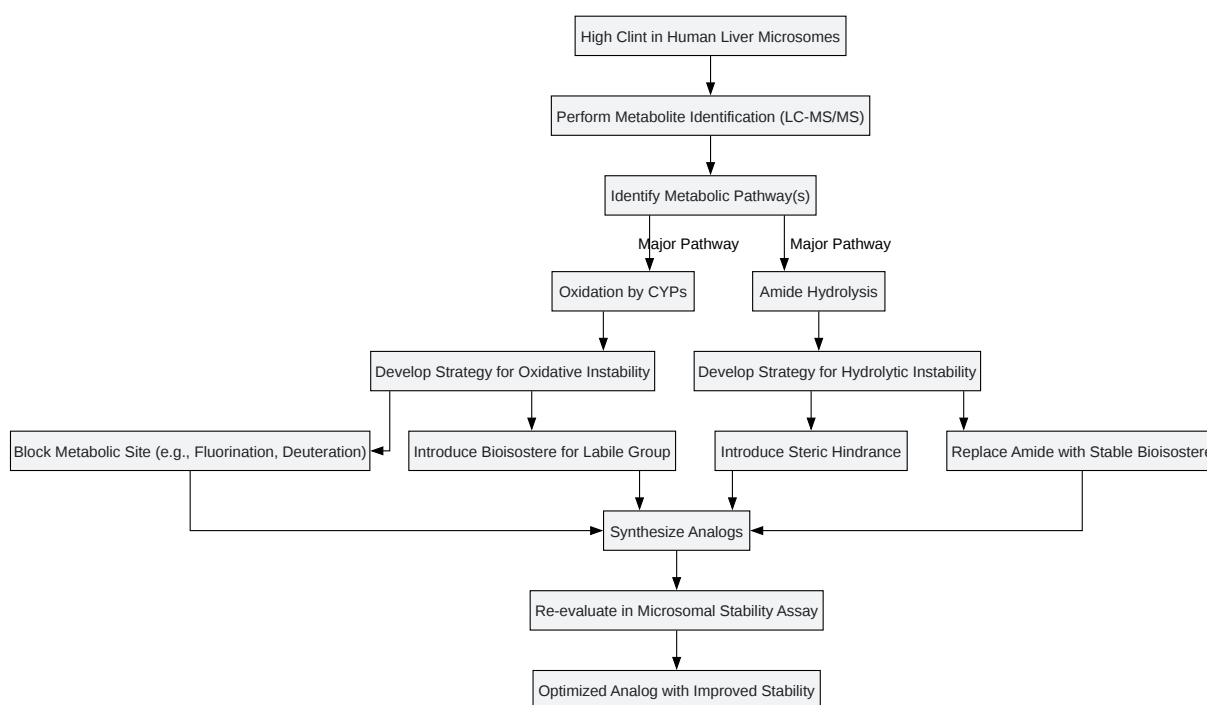 High Clint in Human Liver Microsomes
Perform Metabolite Identification (LC-MS/MS)
Identify Metabolic Pathway(s)
Major Pathway
Major Pathway
Oxidation by CYPs
Amide Hydrolysis
Develop Strategy for Oxidative Instability
Develop Strategy for Hydrolytic Instability
Block Metabolic Site (e.g., Fluorination, Deuteration)
Introduce Bioisostere for Labile Group
Introduce Steric Hindrance
Replace Amide with Stable Bioisostere
Synthesize Analogs
Re-evaluate in Microsomal Stability Assay
Optimized Analog with Improved Stability